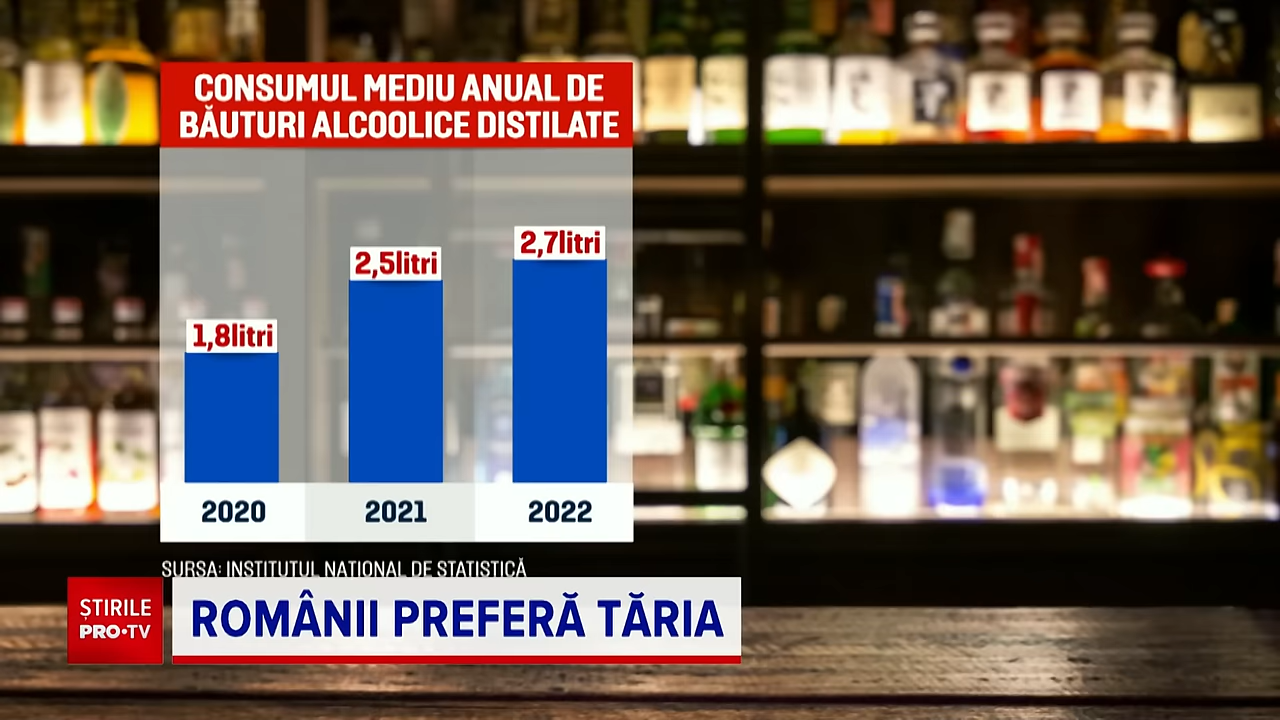 CONSUMUL MEDIU ANUAL DE
BĂUTURI ALCOOLICE DISTILATE
1,8litri
2,5litri
2,7litri
2020
2021
2022
SURSA: INSTITUTUL NAȚIONAL DE STATISTICĂ
ȘTIRILE
PRO•TV
ROMÂNII PREFERĂ TĂRIA